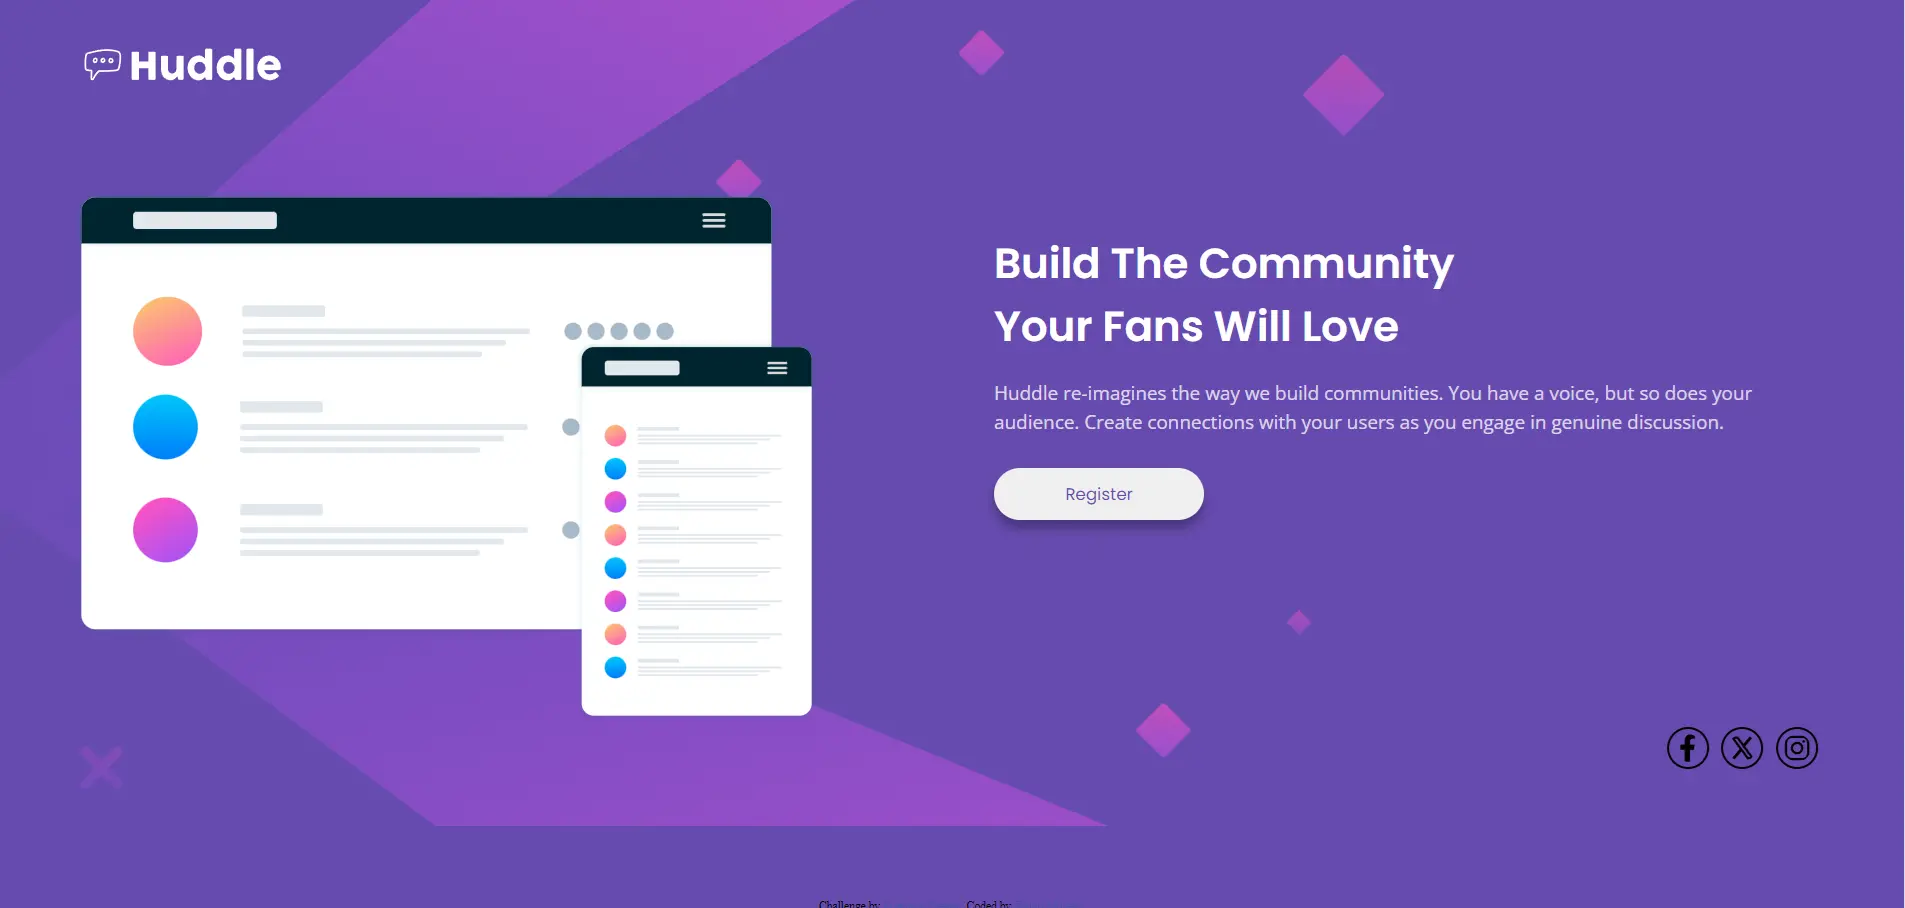 Huddle
Build The Community
Your Fans Will Love
Huddle re-imagines the way we build communities. You have a voice, but so does your
audience. Create connections with your users as you engage in genuine discussion.
Register
Challenge by Coded by: